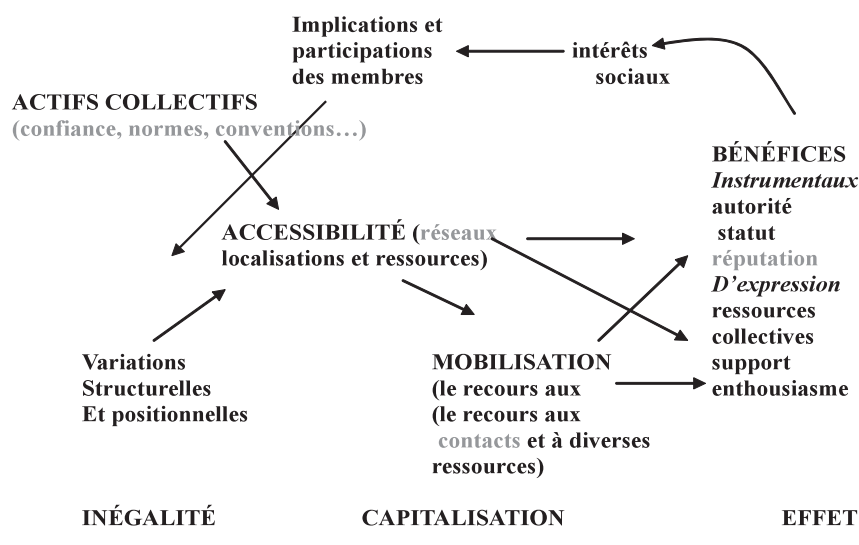 Implications et
participations
des membres
intérêts
sociaux
ACTIFS COLLECTIFS
(confiance, normes, conventions…)
BÉNÉFICES
Instrumentaux
autorité
statut
réputation
D’expression
ressources
collectives
support
enthousiasme
ACCESSIBILITÉ (réseaux
localisations et ressources)
Variations
Structurelles
Et positionnelles
MOBILISATION
(le recours aux
(le recours aux
contacts et à diverses
ressources)
INÉGALITÉ
CAPITALISATION
EFFET